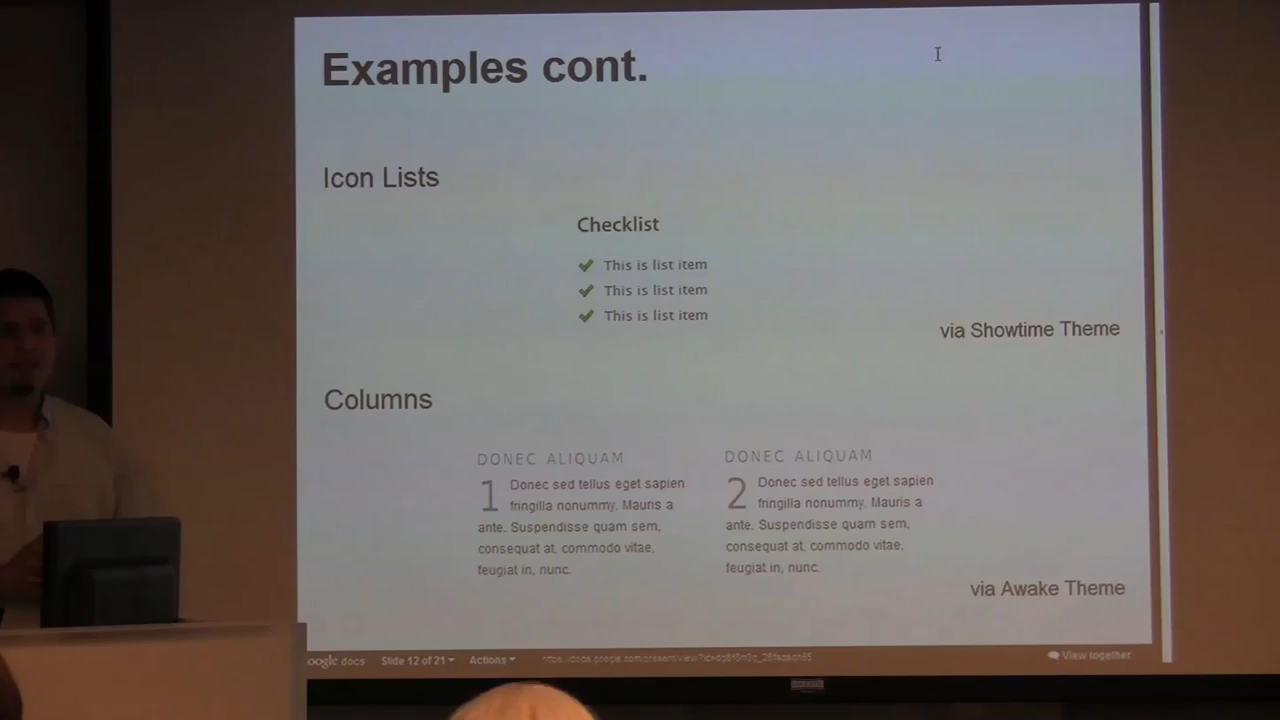 Examples cont.
Icon Lists
Checklist
This is list item
This is list item
This is list item
via Showtime Theme
Columns
DONEC ALIQUAM
1 Donec sed tellus eget sapien
fringilla nonummy. Mauris a
ante. Suspendisse quam sem,
consequat at, commodo vitae,
feugiat in, nunc.
DONEC ALIQUAM
2 Donec sed tellus eget sapien
fringilla nonummy. Mauris a
ante. Suspendisse quam sem,
consequat at, commodo vitae,
feugiat in, nunc.
via Awake Theme
oogle docs Slide 12 of 21 Actions View together